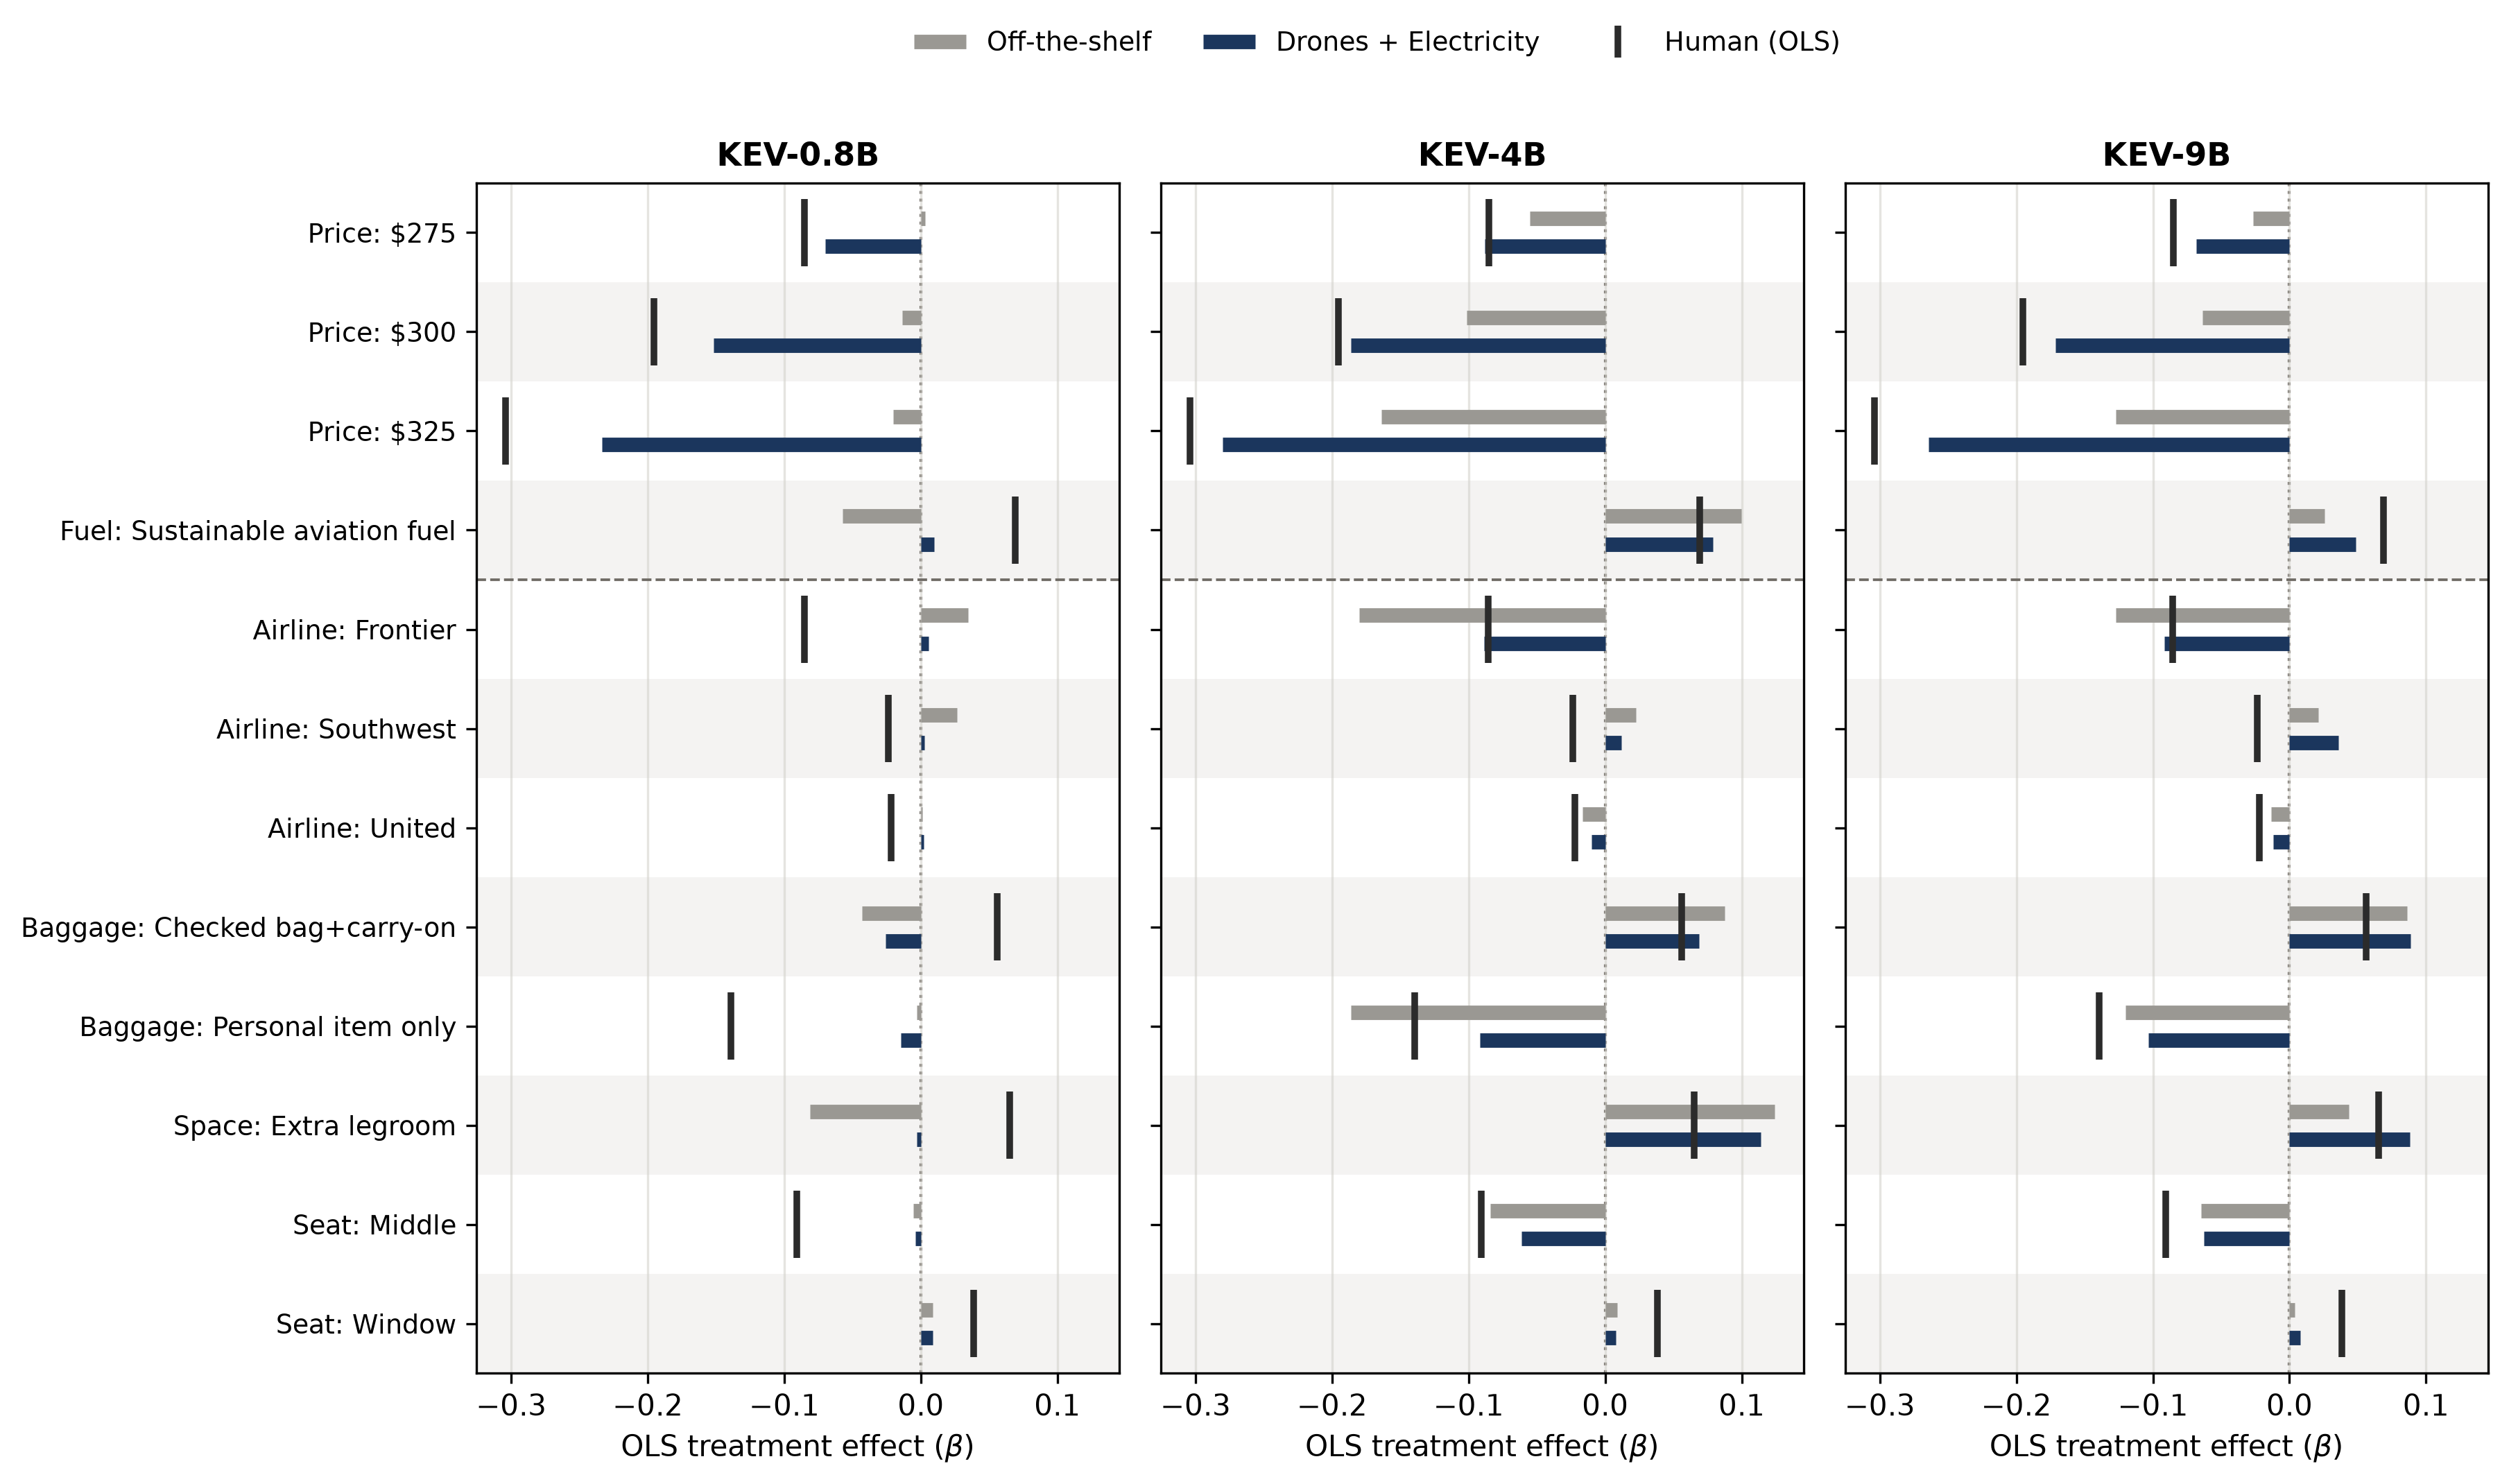 Off-the-shelf Drones + Electricity Human (OLS)
KEV-0.8B KEV-4B KEV-9B
Price: $275
Price: $300
Price: $325
Fuel: Sustainable aviation fuel
Airline: Frontier
Airline: Southwest
Airline: United
Baggage: Checked bag+carry-on
Baggage: Personal item only
Space: Extra legroom
Seat: Middle
Seat: Window
−0.3 −0.2 −0.1 0.0 0.1 −0.3 −0.2 −0.1 0.0 0.1 −0.3 −0.2 −0.1 0.0 0.1
OLS treatment effect (β) OLS treatment effect (β) OLS treatment effect (β)